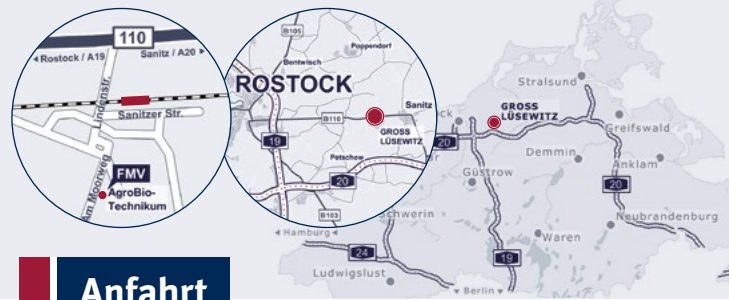 110
Rostock / A19
Sanitz / A20
Lindenstr.
Sanitzer Str.
Am Moorweg
FMV
AgroBio-
Technikum
B105
Poppendorf
Bentwisch
ROSTOCK
B110
Sanitz
GROSS
LÜSEWITZ
19
Petschow
20
B103
Stralsund
GROSS
LÜSEWITZ
Greifswald
20
Demmin
Anklam
Güstrow
20
Schwerin
Neubrandenburg
Hamburg
Waren
24
19
Ludwigslust
Berlin
Anfahrt